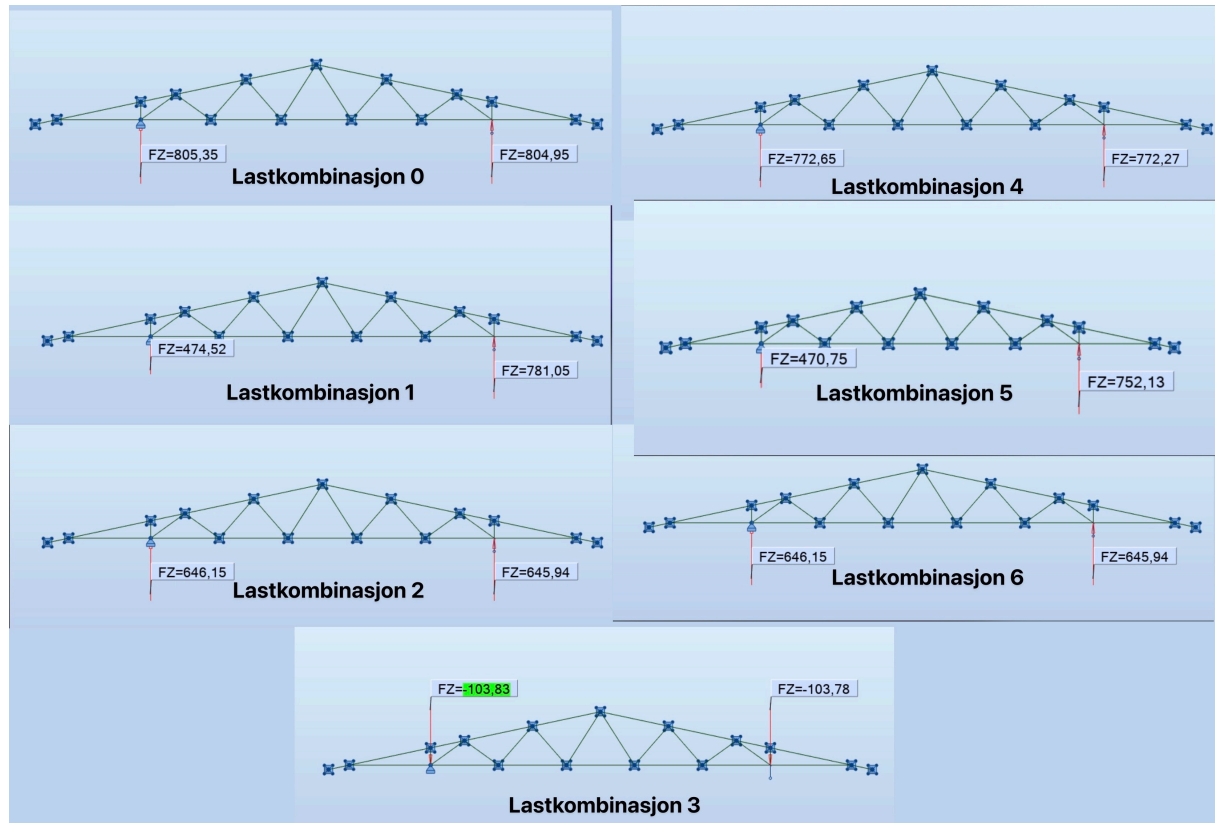 FZ=805,35
FZ=804,95
Lastkombinasjon 0
FZ=772,65
FZ=772,27
Lastkombinasjon 4
FZ=474,52
FZ=781,05
Lastkombinasjon 1
FZ=470,75
FZ=752,13
Lastkombinasjon 5
FZ=646,15
FZ=645,94
Lastkombinasjon 2
FZ=646,15
FZ=645,94
Lastkombinasjon 6
FZ=-103,83
FZ=-103,78
Lastkombinasjon 3